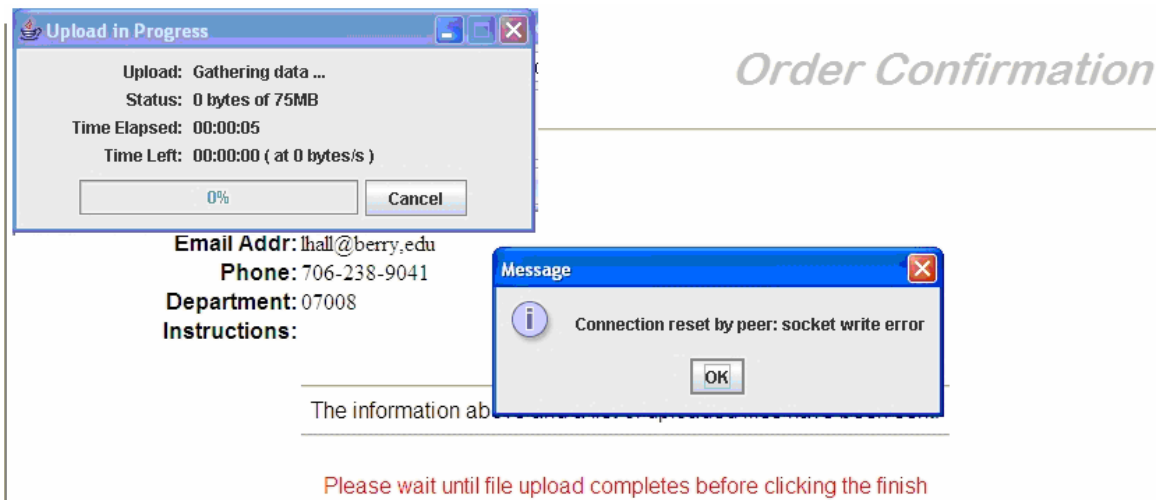 Upload in Progress
Upload: Gathering data ...
Status: 0 bytes of 75MB
Time Elapsed: 00:00:05
Time Left: 00:00:00 ( at 0 bytes/s )
0%
Cancel
Order Confirmation
Email Addr: lhall@berry,edu
Phone: 706-238-9041
Department: 07008
Instructions:
Message
Connection reset by peer: socket write error
OK
The information
Please wait until file upload completes before clicking the finish